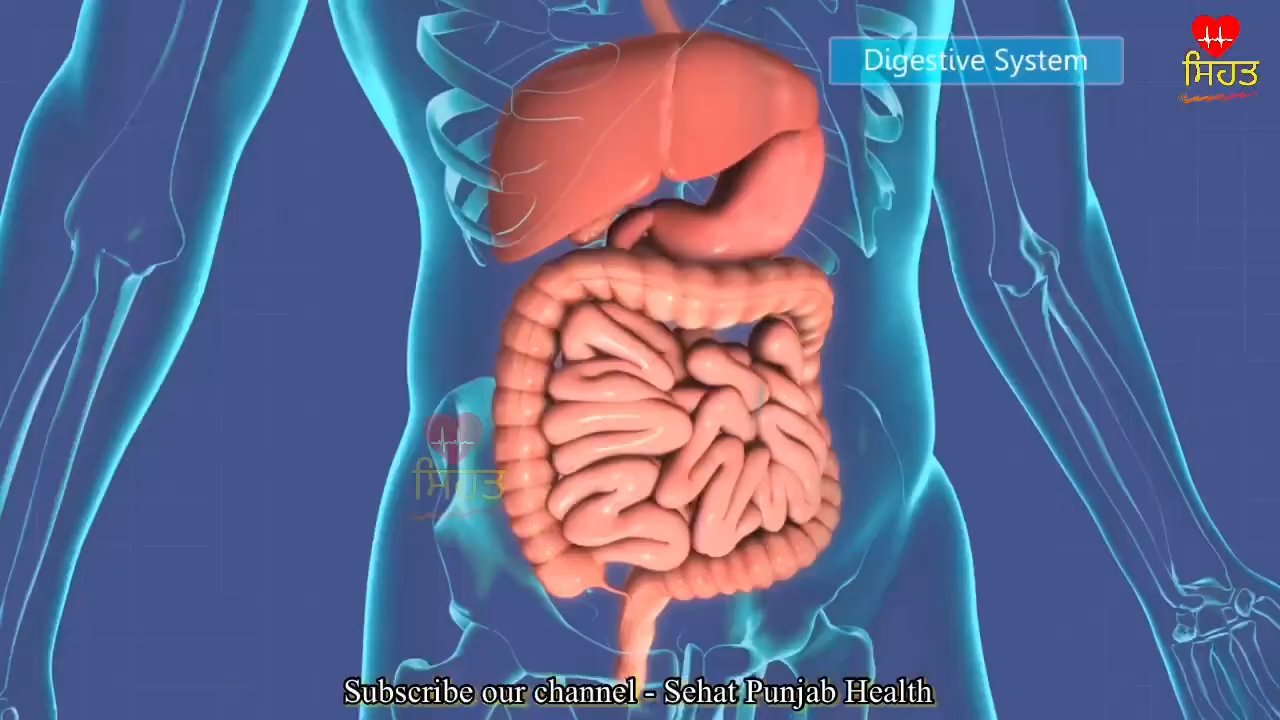 Digestive System
ਸਿਹਤ
ਸਿਹਤ
Subscribe our channel - Sehat Punjab Health